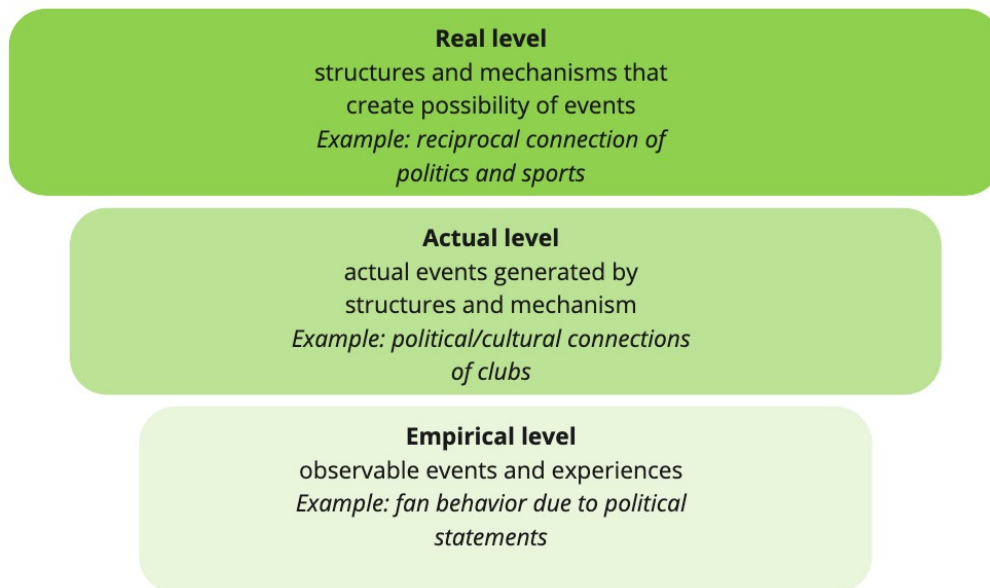 Real level
structures and mechanisms that
create possibility of events
Example: reciprocal connection of
politics and sports
Actual level
actual events generated by
structures and mechanism
Example: political/cultural connections
of clubs
Empirical level
observable events and experiences
Example: fan behavior due to political
statements